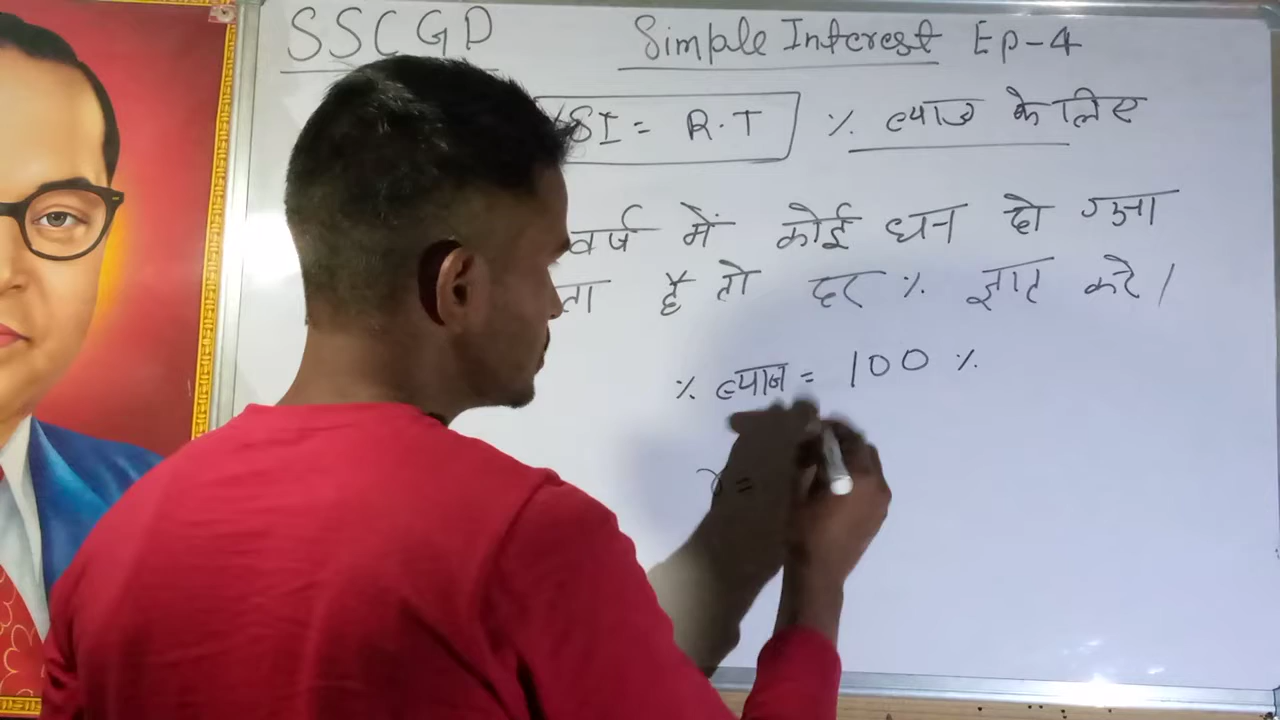 SSCGD Simple Interest Ep-4
SI = R.T % ब्याज के लिए
वर्ष में कोई धन दो गुना
ता है तो दर % ज्ञात करे।
% ब्याज = 100 %
r =